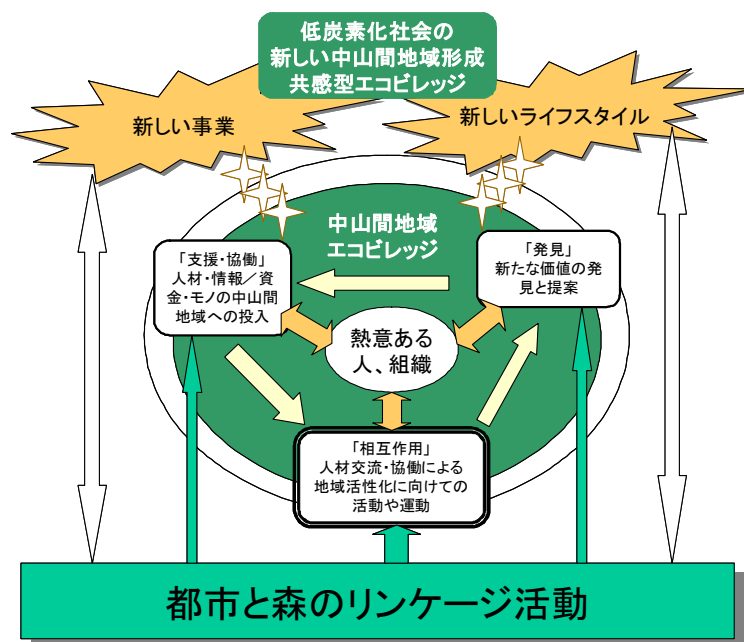 低炭素化社会の
新しい中山間地域形成
共感型エコビレッジ
新しい事業
新しいライフスタイル
中山間地域
エコビレッジ
「支援・協働」
人材・情報／資
金・モノの中山間
地域への投入
「発見」
新たな価値の発
見と提案
熱意ある
人、組織
「相互作用」
人材交流・協働による
地域活性化に向けての
活動や運動
都市と森のリンケージ活動